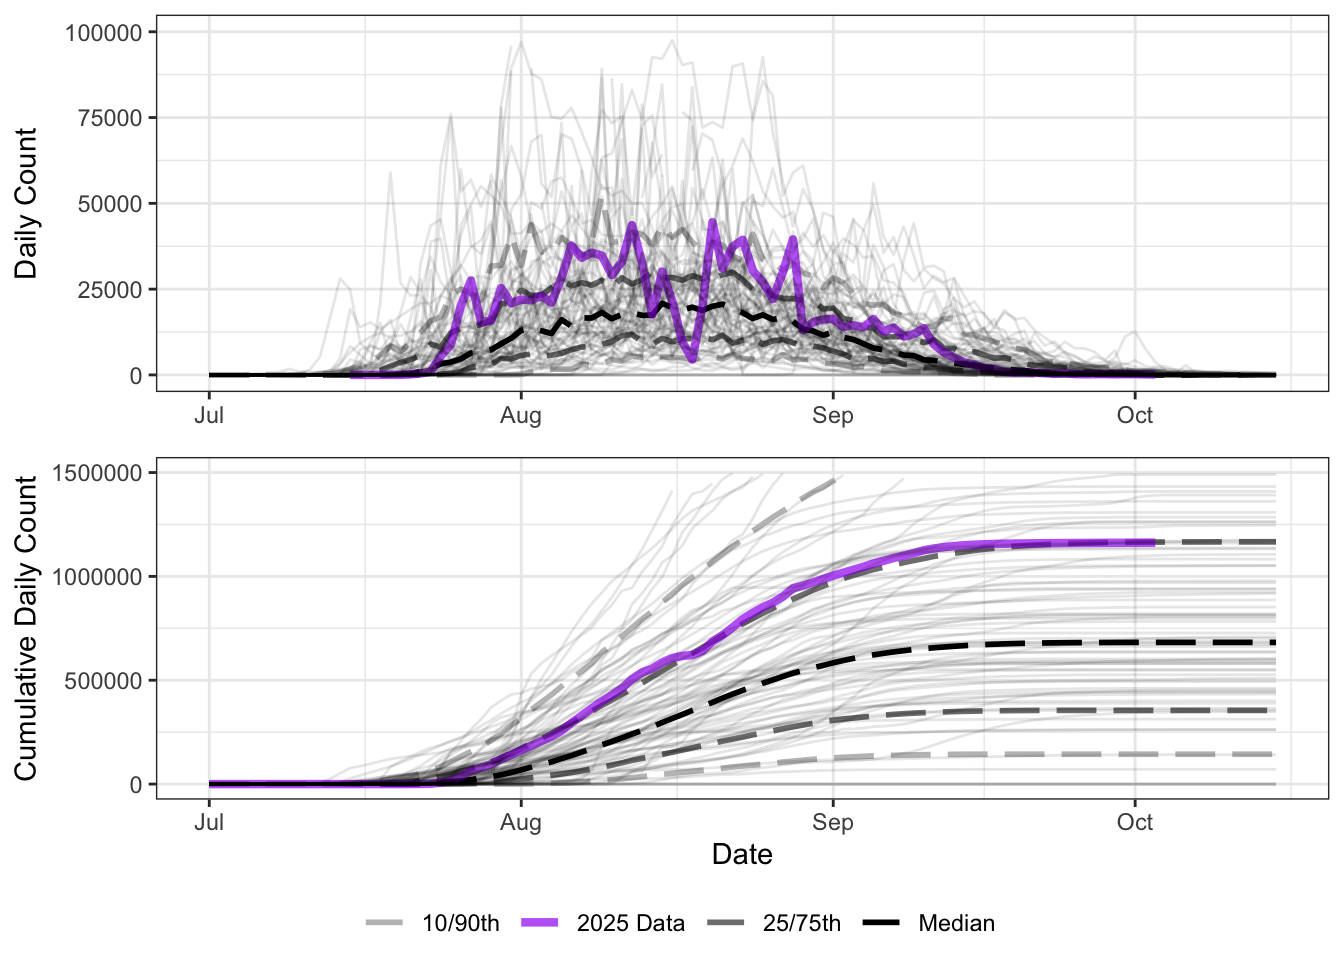 Daily Count
100000
75000
50000
25000
0
Jul Aug Sep Oct
Cumulative Daily Count
1500000
1000000
500000
0
Jul Aug Sep Oct
Date
10/90th 2025 Data 25/75th Median